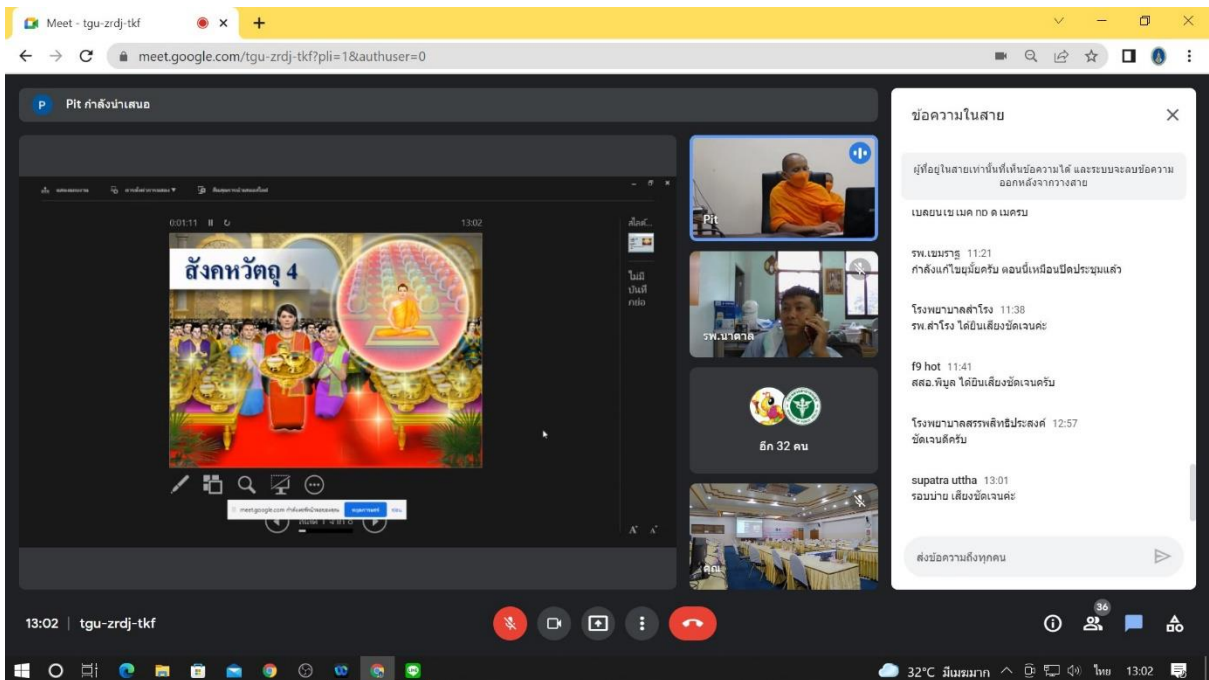 Meet - tgu-zrdj-tkf
meet.google.com/tgu-zrdj-tkf?pli=1&authuser=0
P Pit กำลังนำเสนอ
0:01:11
13:02
สไลด์...
สังคหวัตถุ 4
ไม่มี
บันทึ
กย่อ
Pit
รพ.นาตาล
อีก 32 คน
คุณ
ข้อความในสาย
ผู้ที่อยู่ในสายเท่านั้นที่เห็นข้อความได้ และระบบจะลบข้อความ
ออกหลังจากวางสาย
รพ.เขมราฐ 11:21
กำลังแก้ไขยุมั้ยครับ ตอนนี้เหมือนปิดประชุมแล้ว
โรงพยาบาลสำโรง 11:38
รพ.สำโรง ได้ยินเสียงชัดเจนค่ะ
f9 hot 11:41
สสอ.พิบูล ได้ยินเสียงชัดเจนครับ
โรงพยาบาลสรรพสิทธิประสงค์ 12:57
ชัดเจนดีครับ
supatra uttha 13:01
รอบบ่าย เสียงชัดเจนค่ะ
ส่งข้อความถึงทุกคน
13:02 | tgu-zrdj-tkf
36
32°C มีเมฆมาก
ไทย
13:02